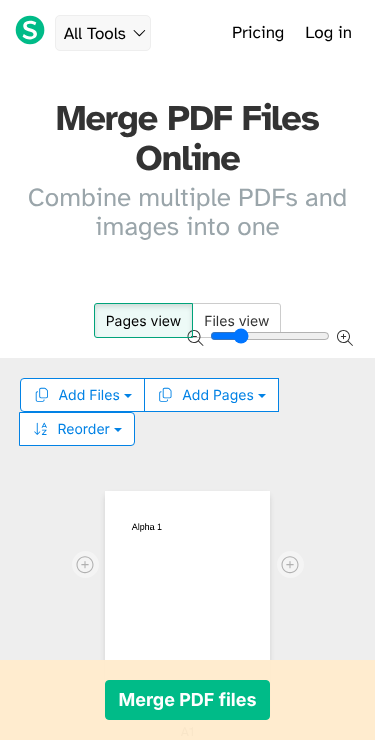 S
All Tools
Pricing
Log in
Merge PDF Files
Online
Combine multiple PDFs and
images into one
Pages view
Files view
Add Files
Add Pages
Reorder
Alpha 1
Merge PDF files